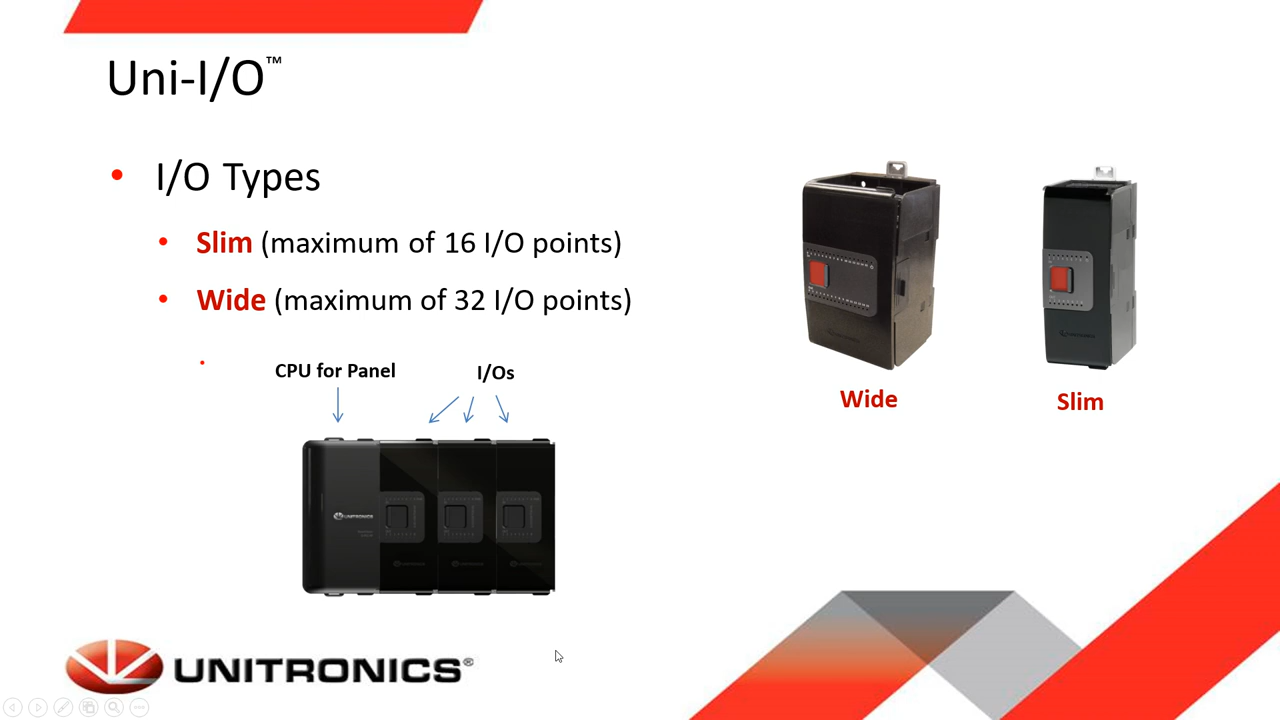 Uni-I/O™
I/O Types
Slim (maximum of 16 I/O points)
Wide (maximum of 32 I/O points)
CPU for Panel
I/Os
UNITRONICS
Wide
Slim
UNITRONICS®